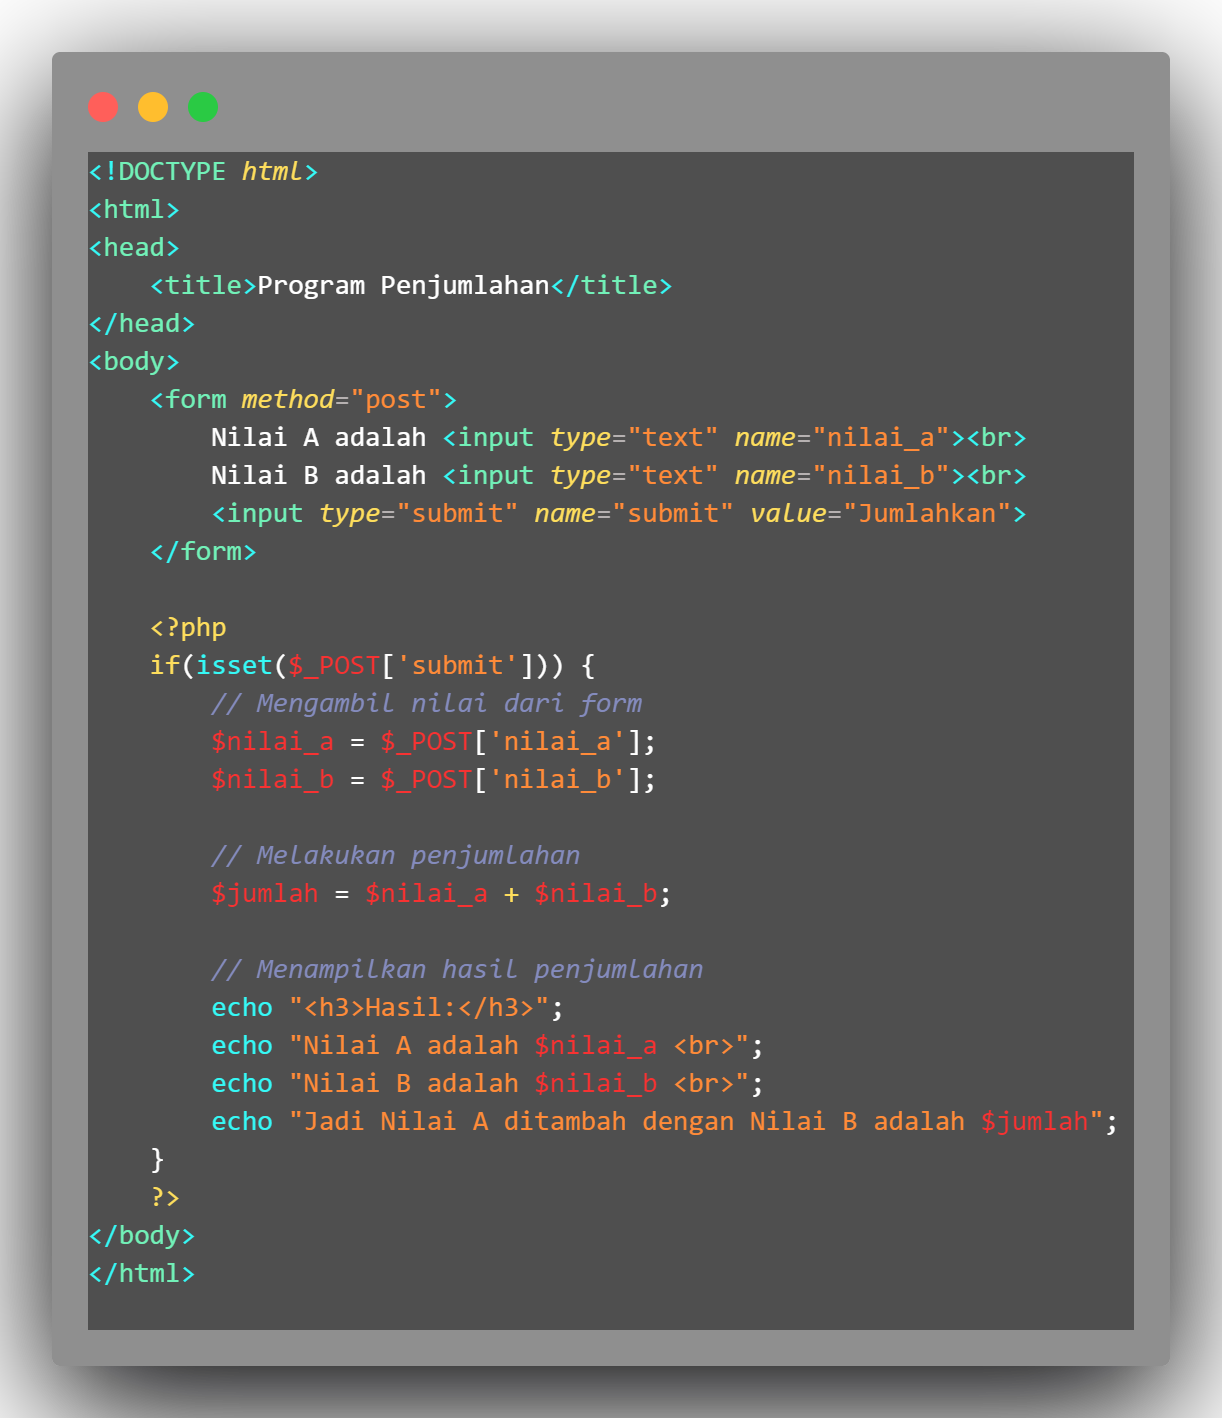 <!DOCTYPE html>
<html>
<head>
    <title>Program Penjumlahan</title>
</head>
<body>
    <form method="post">
        Nilai A adalah <input type="text" name="nilai_a"><br>
        Nilai B adalah <input type="text" name="nilai_b"><br>
        <input type="submit" name="submit" value="Jumlahkan">
    </form>

    <?php
    if(isset($_POST['submit'])) {
        // Mengambil nilai dari form
        $nilai_a = $_POST['nilai_a'];
        $nilai_b = $_POST['nilai_b'];

        // Melakukan penjumlahan
        $jumlah = $nilai_a + $nilai_b;

        // Menampilkan hasil penjumlahan
        echo "<h3>Hasil:</h3>";
        echo "Nilai A adalah $nilai_a <br>";
        echo "Nilai B adalah $nilai_b <br>";
        echo "Jadi Nilai A ditambah dengan Nilai B adalah $jumlah";
    }
    ?>
</body>
</html>